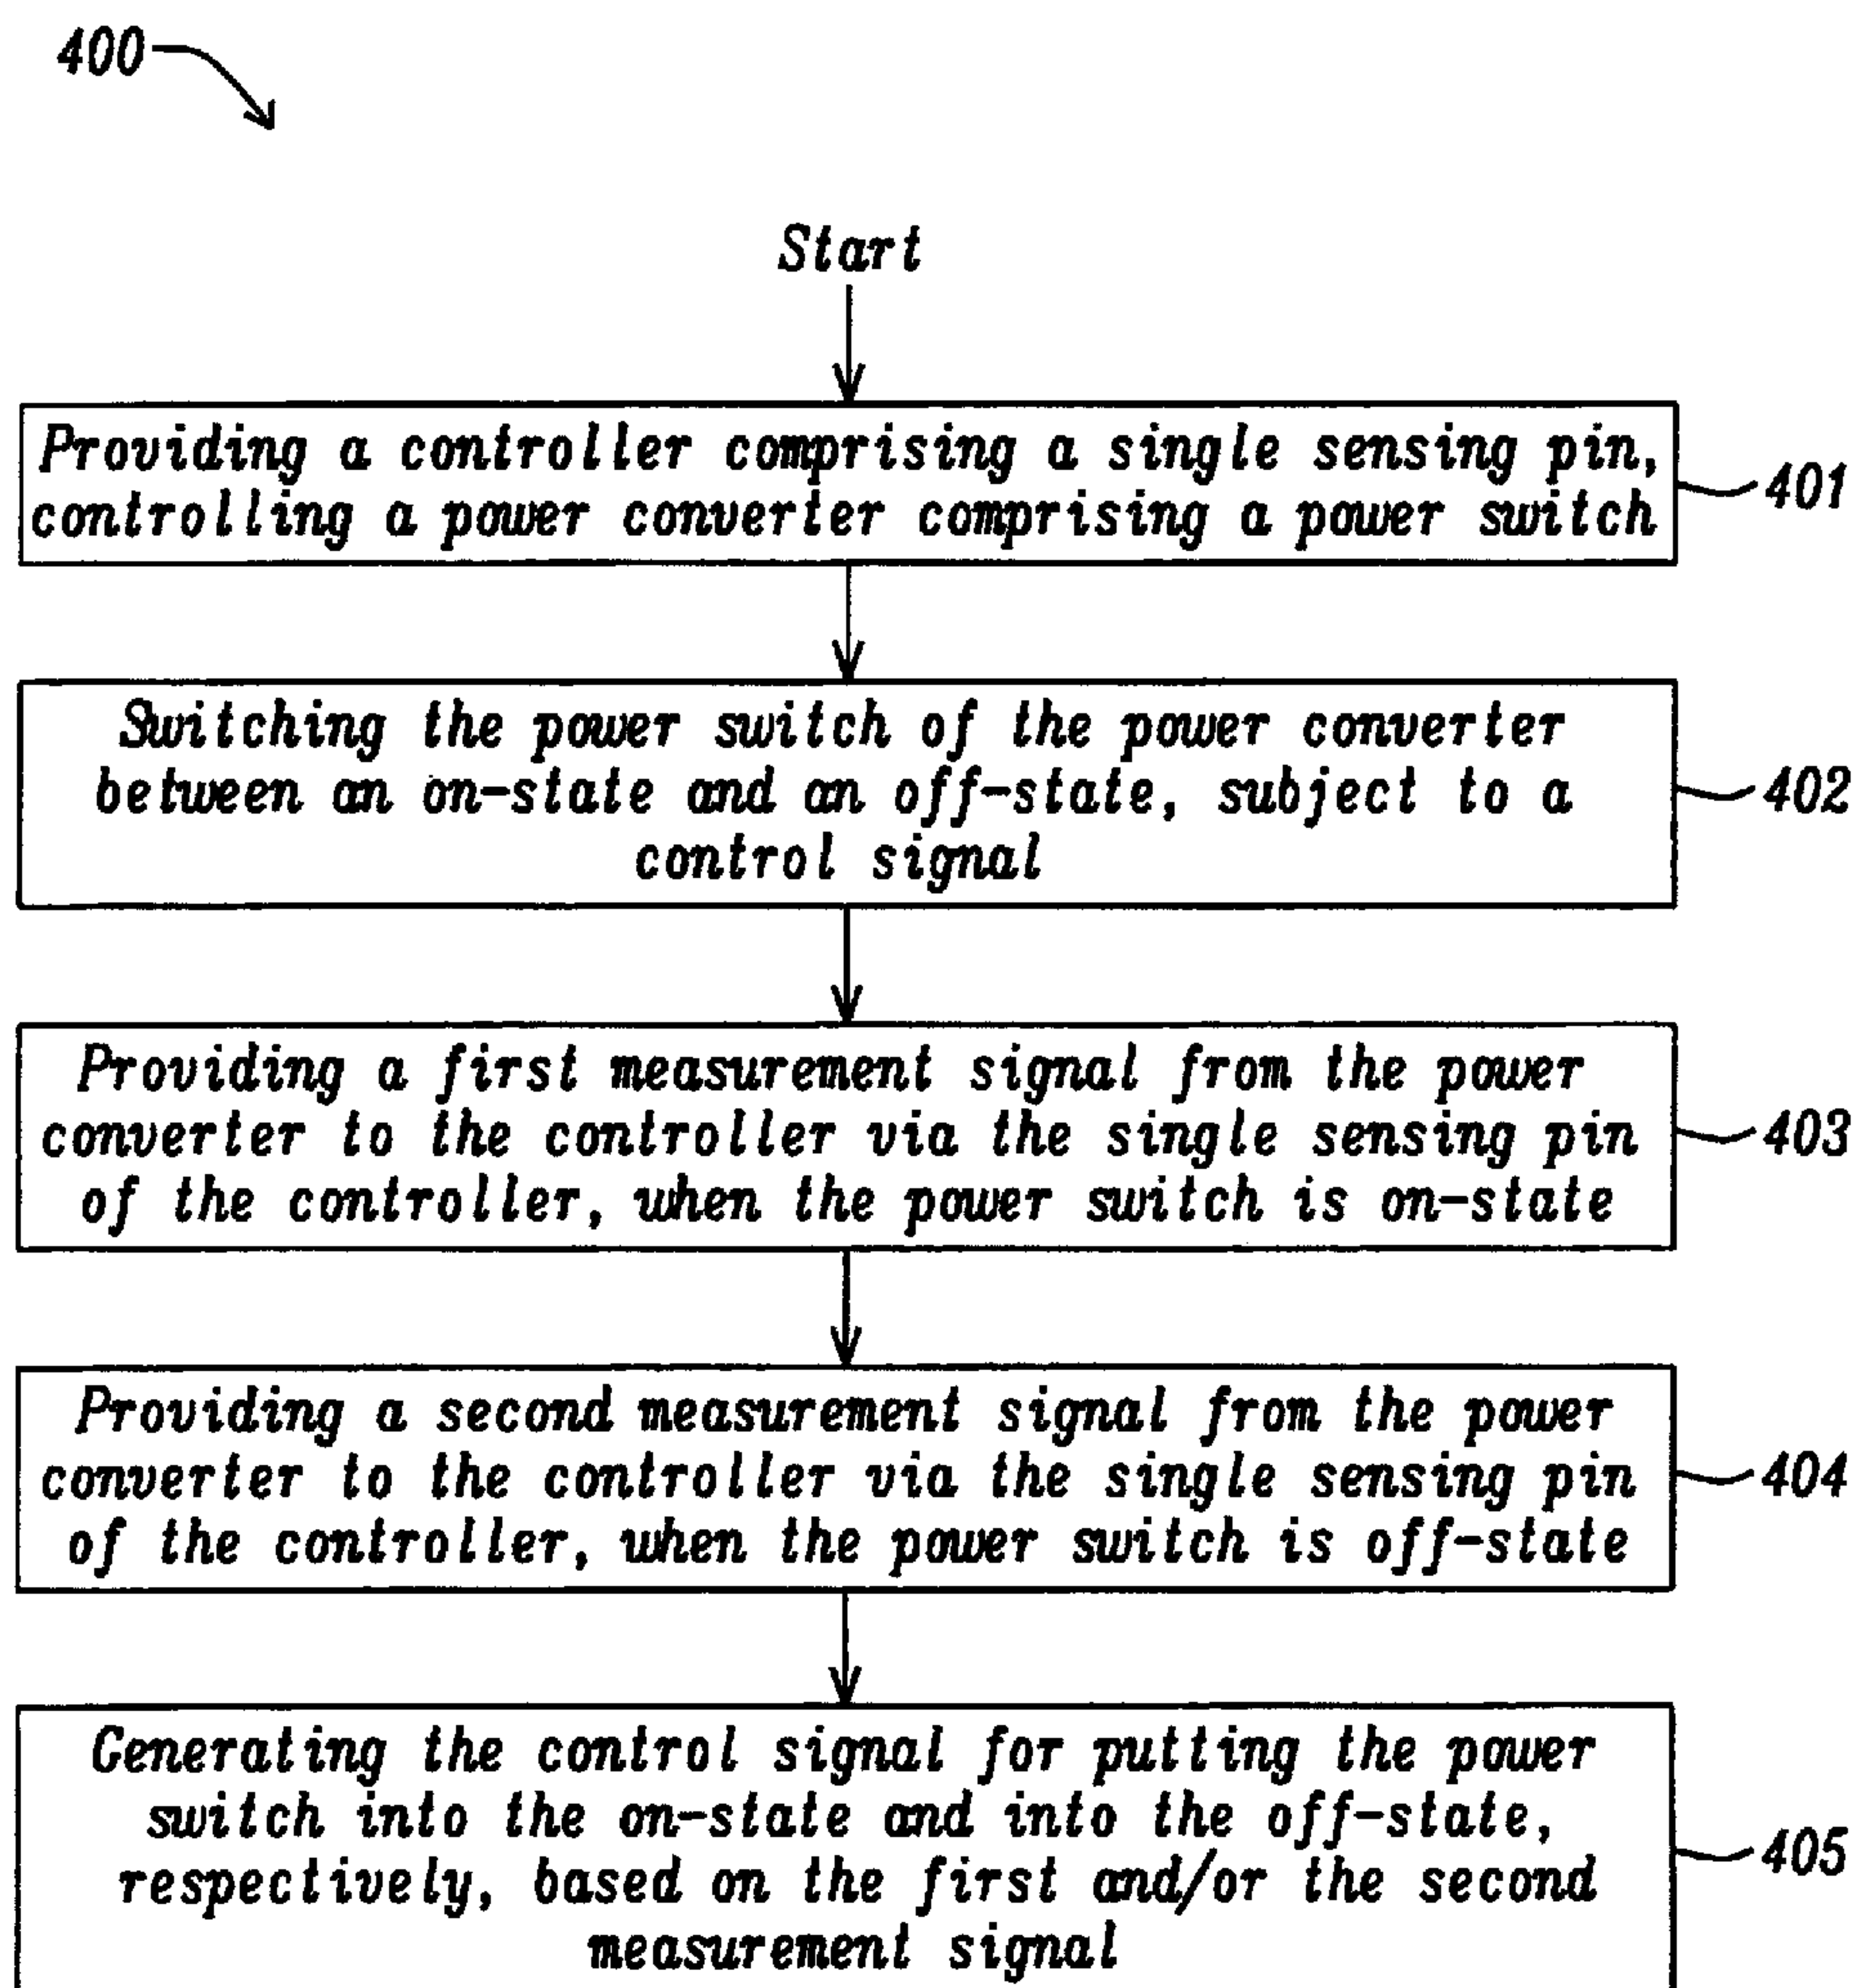 400
Start
Providing a controller comprising a single sensing pin,
controlling a power converter comprising a power switch
401
Switching the power switch of the power converter
between an on-state and an off-state, subject to a
control signal
402
Providing a first measurement signal from the power
converter to the controller via the single sensing pin
of the controller, when the power switch is on-state
403
Providing a second measurement signal from the power
converter to the controller via the single sensing pin
of the controller, when the power switch is off-state
404
Generating the control signal for putting the power
switch into the on-state and into the off-state,
respectively, based on the first and/or the second
measurement signal
405